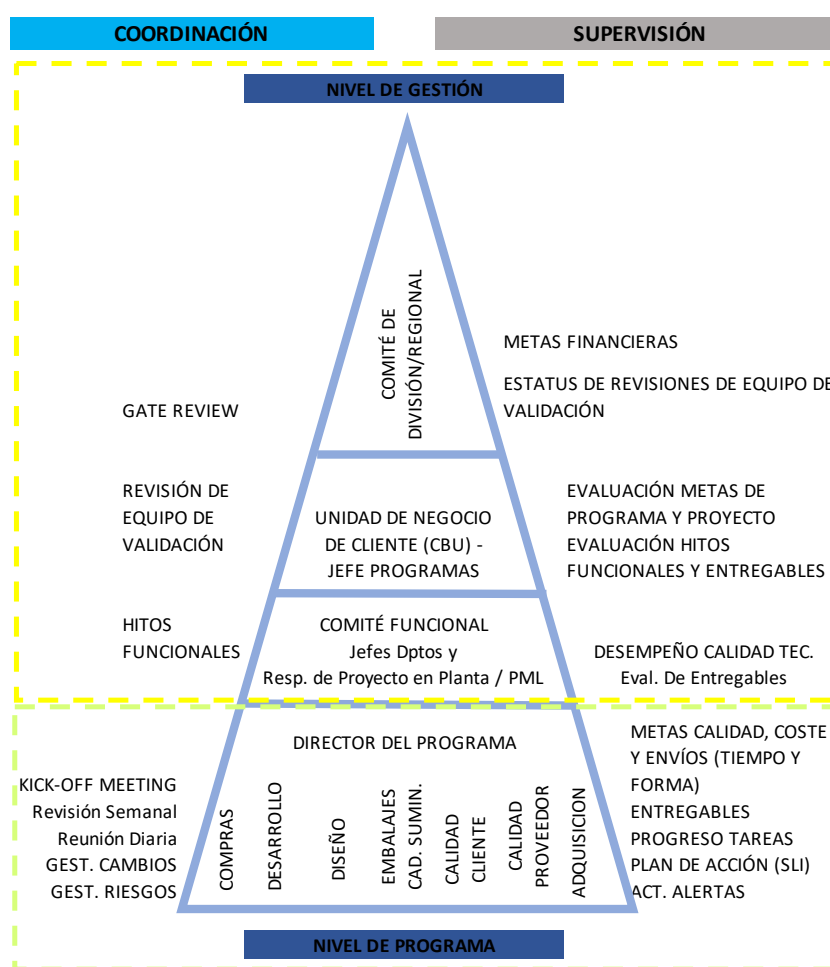 COORDINACIÓN
SUPERVISIÓN
NIVEL DE GESTIÓN
COMITÉ DE
DIVISIÓN/REGIONAL
METAS FINANCIERAS
ESTATUS DE REVISIONES DE EQUIPO DE
VALIDACIÓN
GATE REVIEW
REVISIÓN DE
EQUIPO DE
VALIDACIÓN
UNIDAD DE NEGOCIO
DE CLIENTE (CBU) -
JEFE PROGRAMAS
EVALUACIÓN METAS DE
PROGRAMA Y PROYECTO
EVALUACIÓN HITOS
FUNCIONALES Y ENTREGABLES
HITOS
FUNCIONALES
COMITÉ FUNCIONAL
Jefes Dptos y
Resp. de Proyecto en Planta / PML
DESEMPEÑO CALIDAD TEC.
Eval. De Entregables
DIRECTOR DEL PROGRAMA
KICK-OFF MEETING
Revisión Semanal
Reunión Diaria
GEST. CAMBIOS
GEST. RIESGOS
COMPRAS
DESARROLLO
DISEÑO
EMBALAJES
CAD. SUMIN.
CALIDAD
CLIENTE
CALIDAD
PROVEEDOR
ADQUISICION
METAS CALIDAD, COSTE
Y ENVÍOS (TIEMPO Y
FORMA)
ENTREGABLES
PROGRESO TAREAS
PLAN DE ACCIÓN (SLI)
ACT. ALERTAS
NIVEL DE PROGRAMA